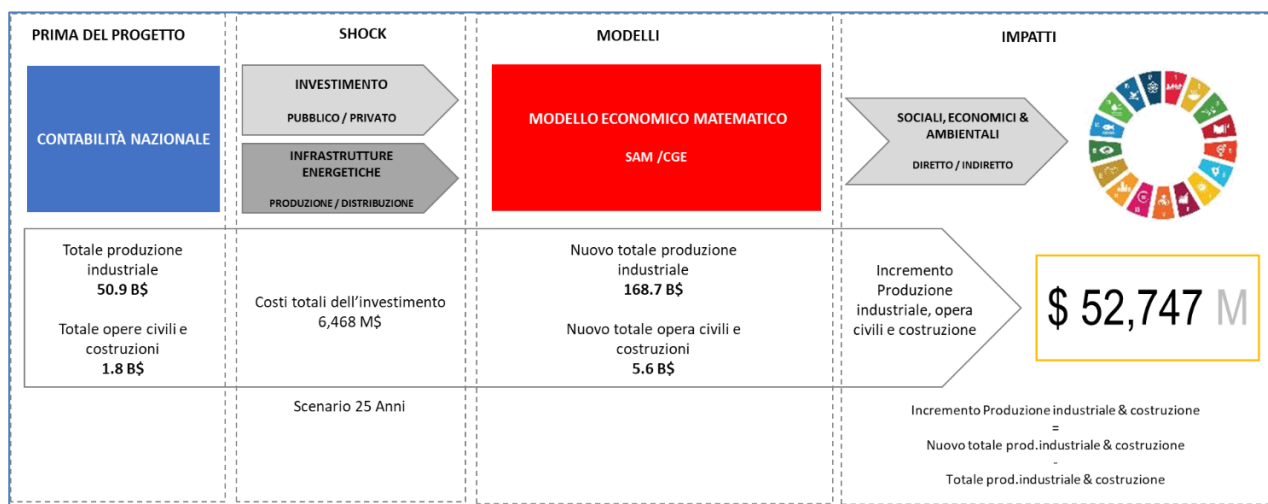 PRIMA DEL PROGETTO
SHOCK
MODELLI
IMPATTI
CONTABILITÀ NAZIONALE
INVESTIMENTO
PUBBLICO / PRIVATO
INFRASTRUTTURE
ENERGETICHE
PRODUZIONE / DISTRIBUZIONE
MODELLO ECONOMICO MATEMATICO
SAM /CGE
SOCIALI, ECONOMICI &
AMBIENTALI
DIRETTO / INDIRETTO
Totale produzione
industriale
50.9 B$
Totale opere civili e
costruzioni
1.8 B$
Costi totali dell’investimento
6,468 M$
Nuovo totale produzione
industriale
168.7 B$
Nuovo totale opera civili e
costruzioni
5.6 B$
Incremento
Produzione
industriale, opera
civili e costruzione
$ 52,747 M
Scenario 25 Anni
Incremento Produzione industriale & costruzione
=
Nuovo totale prod.industriale & costruzione
-
Totale prod.industriale & costruzione